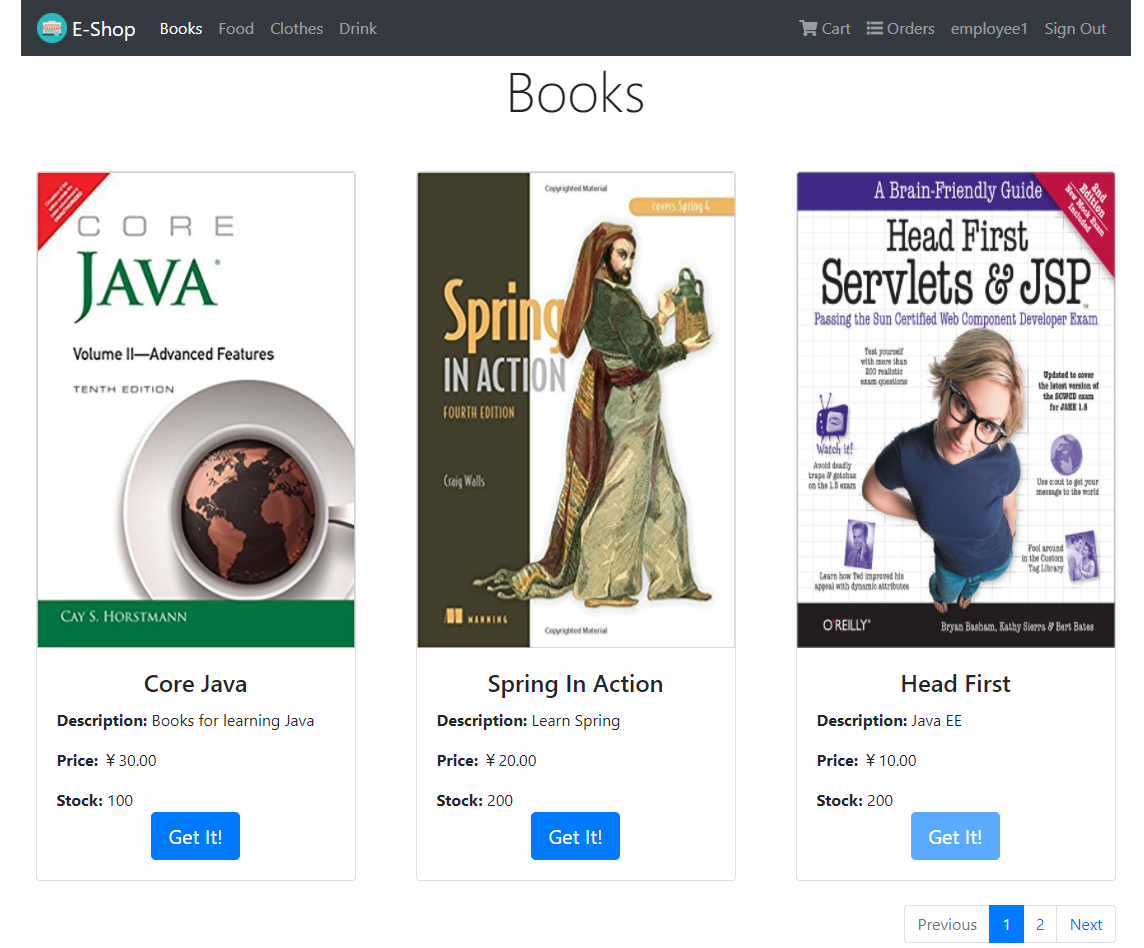 E-Shop Books Food Clothes Drink Cart Orders employee1 Sign Out
Books
CORE
JAVA
Volume II—Advanced Features
TENTH EDITION
CAY S. HORSTMANN
Copyrighted Material
covers Spring 4
Spring
IN ACTION
FOURTH EDITION
Craig Walls
MANNING
Copyrighted Material
A Brain-Friendly Guide
2nd
Edition
New Mock Exam
Included
Head First
Servlets & JSP™
Passing the Sun Certified Web Component Developer Exam
Test yourself
with more than
200 realistic
exam questions
Updated to cover
the latest version of
the SCWCD exam
for J2EE 1.5
Watch it!
Avoid deadly
traps & gotchas
on the 1.5 exam
Use c:out to get your
message to the world
Fool around
in the Custom
Tag Library
Learn how Ted improved his
appeal with dynamic attributes
O'REILLY®
Bryan Basham, Kathy Sierra & Bert Bates
Core Java
Description: Books for learning Java
Price: ￥30.00
Stock: 100
Get It!
Spring In Action
Description: Learn Spring
Price: ￥20.00
Stock: 200
Get It!
Head First
Description: Java EE
Price: ￥10.00
Stock: 200
Get It!
Previous 1 2 Next